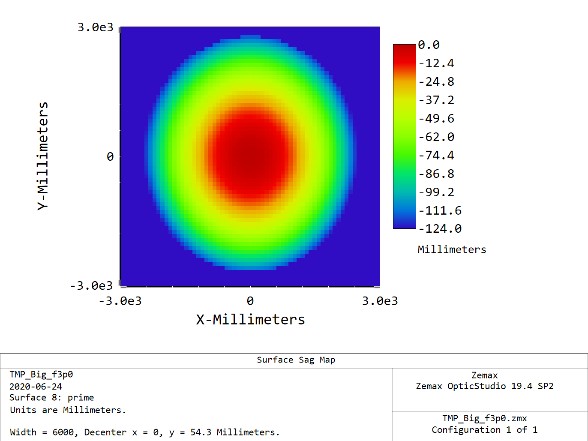 3.0e3
0
-3.0e3
Y-Millimeters
-3.0e3 0 3.0e3
X-Millimeters
0.0
-12.4
-24.8
-37.2
-49.6
-62.0
-74.4
-86.8
-99.2
-111.6
-124.0
Millimeters
Surface Sag Map
TMP_Big_f3p0
2020-06-24
Surface 8: prime
Units are Millimeters.
Width = 6000, Decenter x = 0, y = 54.3 Millimeters.
Zemax
Zemax OpticStudio 19.4 SP2
TMP_Big_f3p0.zmx
Configuration 1 of 1